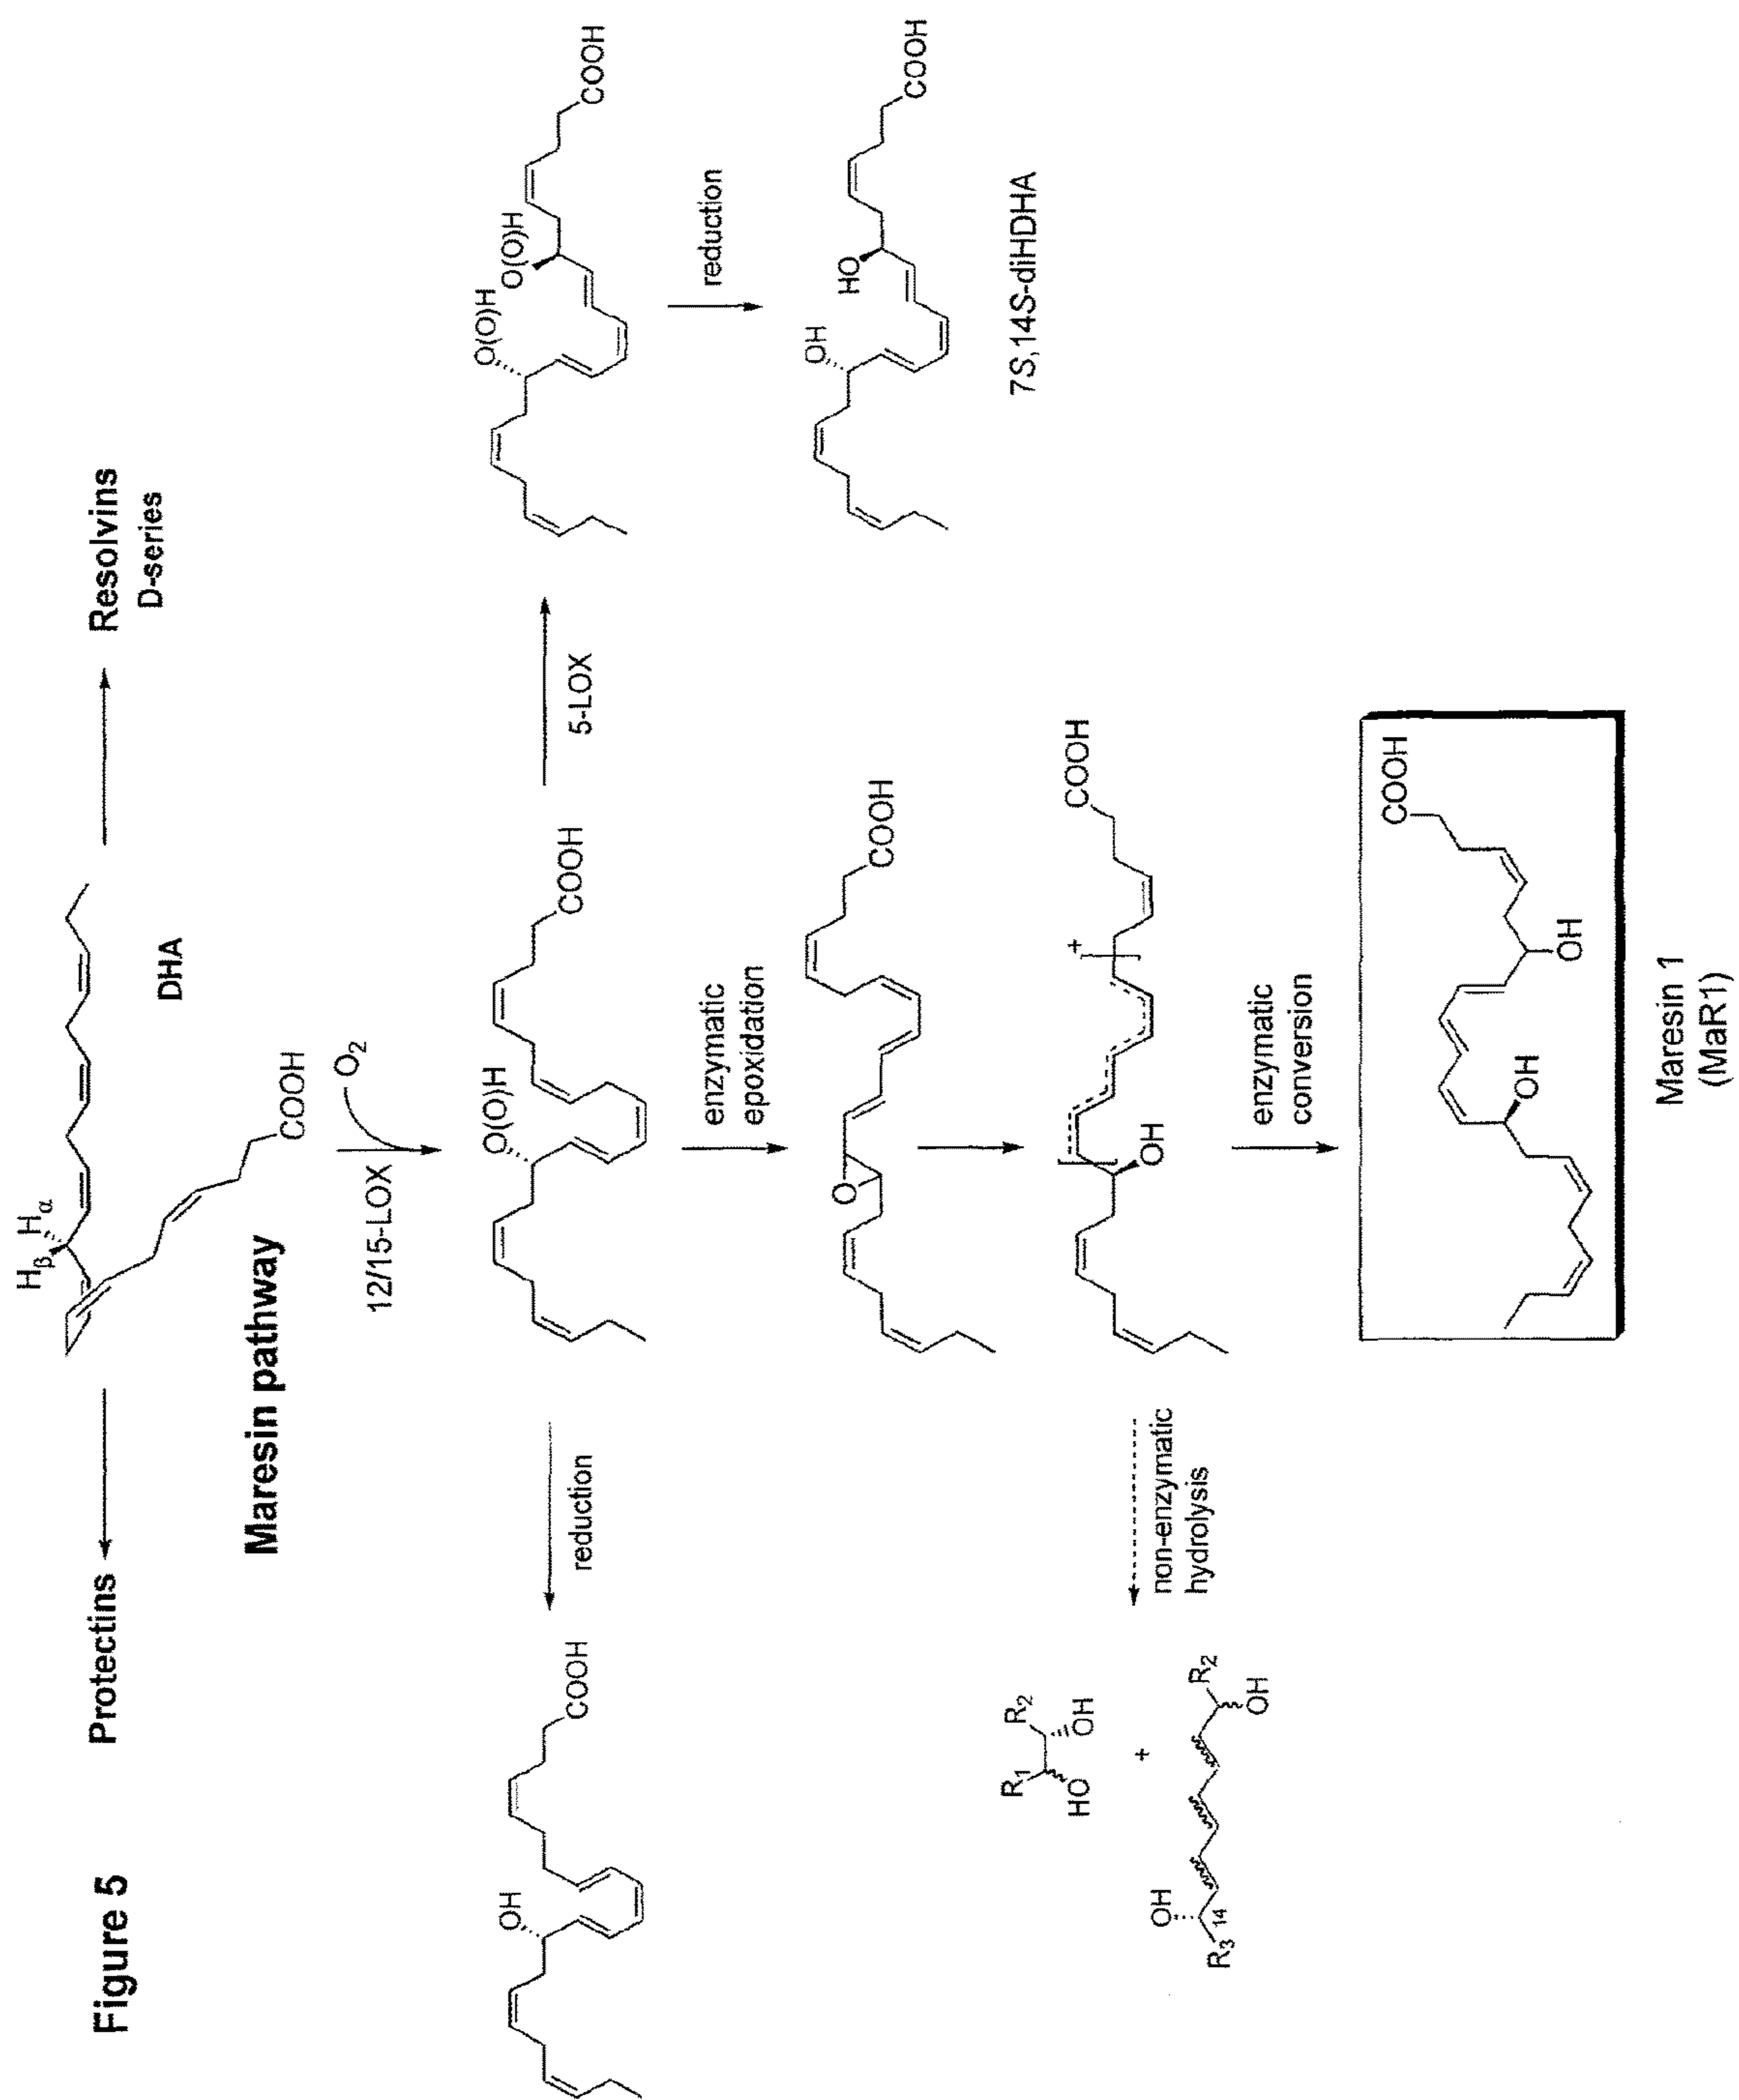 Figure 5
Protectins
Resolvins
D-series
Hβ
Hα
COOH
DHA
Maresin pathway
12/15-LOX
O2
O(O)H
COOH
reduction
OH
COOH
5-LOX
O(O)H
O(O)H
COOH
reduction
OH
HO
COOH
7S,14S-diHDHA
enzymatic
epoxidation
O
COOH
+
OH
COOH
non-enzymatic
hydrolysis
R1
R2
HO
OH
+
OH
14
R3
R2
OH
enzymatic
conversion
OH
OH
COOH
Maresin 1
(MaR1)